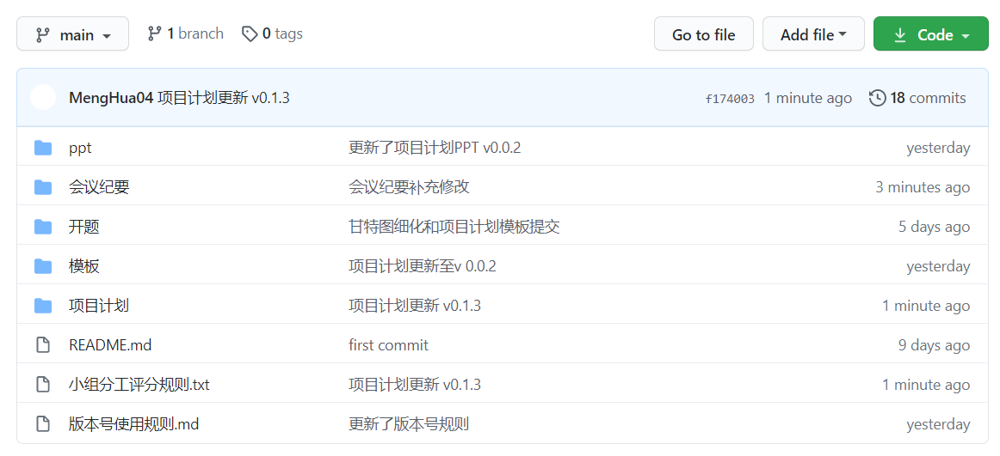 main 1 branch 0 tags Go to file Add file Code
MengHua04 项目计划更新 v0.1.3 f174003 1 minute ago 18 commits
ppt 更新了项目计划PPT v0.0.2 yesterday
会议纪要 会议纪要补充修改 3 minutes ago
开题 甘特图细化和项目计划模板提交 5 days ago
模板 项目计划更新至v 0.0.2 yesterday
项目计划 项目计划更新 v0.1.3 1 minute ago
README.md first commit 9 days ago
小组分工评分规则.txt 项目计划更新 v0.1.3 1 minute ago
版本号使用规则.md 更新了版本号规则 yesterday